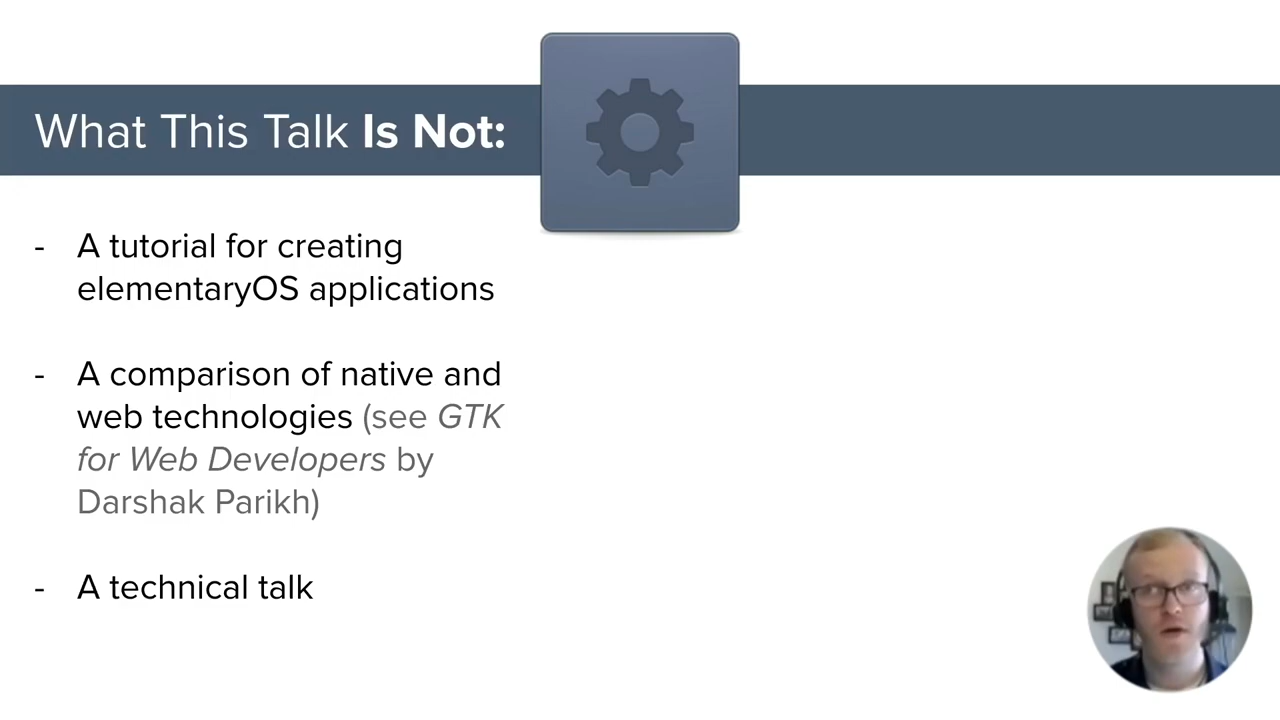 What This Talk Is Not:
- A tutorial for creating
elementaryOS applications
- A comparison of native and
web technologies (see GTK
for Web Developers by
Darshak Parikh)
- A technical talk